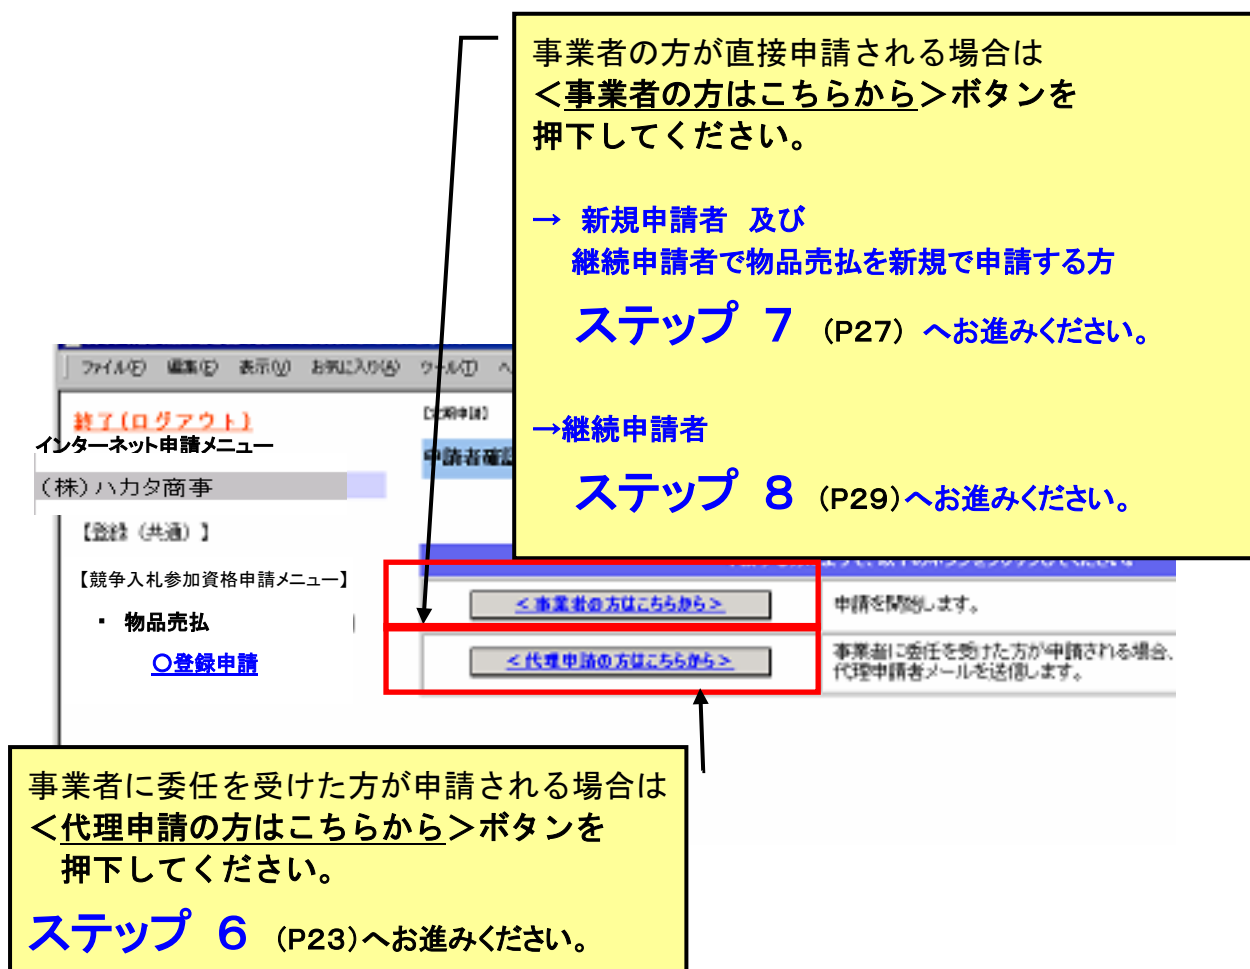 事業者の方が直接申請される場合は
＜事業者の方はこちらから＞ボタンを
押下してください。
→ 新規申請者 及び
継続申請者で物品売払を新規で申請する方
ステップ 7 （P27） へお進みください。
→継続申請者
ステップ 8 （P29）へお進みください。
ファイル(F) 編集(E) 表示(V) お気に入り(A) ツール(T) ヘ
終了(ログアウト)
インターネット申請メニュー
(株)ハカタ商事
【登録（共通）】
【競争入札参加資格申請メニュー】
・ 物品売払
○登録申請
【定期申請】
申請者確認
＜事業者の方はこちらから＞
申請を開始します。
＜代理申請の方はこちらから＞
事業者に委任を受けた方が申請される場合、
代理申請者メールを送信します。
事業者に委任を受けた方が申請される場合は
＜代理申請の方はこちらから＞ボタンを
押下してください。
ステップ 6 （P23）へお進みください。